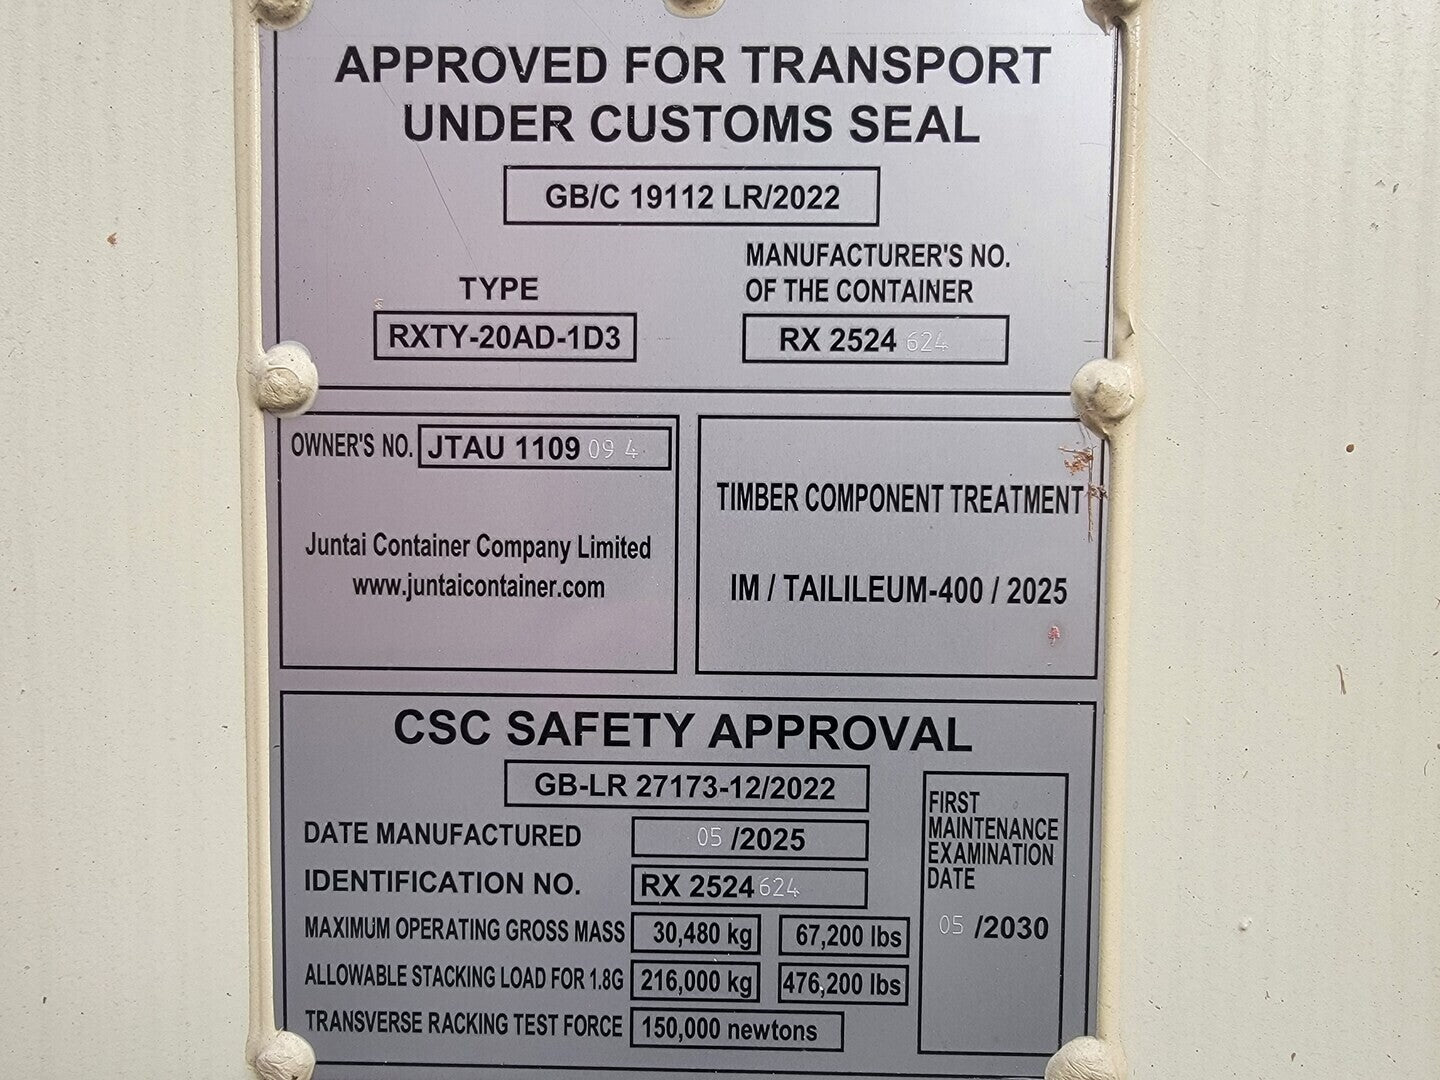 APPROVED FOR TRANSPORT
UNDER CUSTOMS SEAL
GB/C 19112 LR/2022
TYPE
RXTY-20AD-1D3
MANUFACTURER'S NO.
OF THE CONTAINER
RX 2524 624
OWNER'S NO. JTAU 1109 09 4
Juntai Container Company Limited
www.juntaicontainer.com
TIMBER COMPONENT TREATMENT
IM / TAILILEUM-400 / 2025
CSC SAFETY APPROVAL
GB-LR 27173-12/2022
DATE MANUFACTURED 05 /2025
IDENTIFICATION NO. RX 2524 624
MAXIMUM OPERATING GROSS MASS 30,480 kg 67,200 lbs
ALLOWABLE STACKING LOAD FOR 1.8G 216,000 kg 476,200 lbs
TRANSVERSE RACKING TEST FORCE 150,000 newtons
FIRST
MAINTENANCE
EXAMINATION
DATE
05 /2030